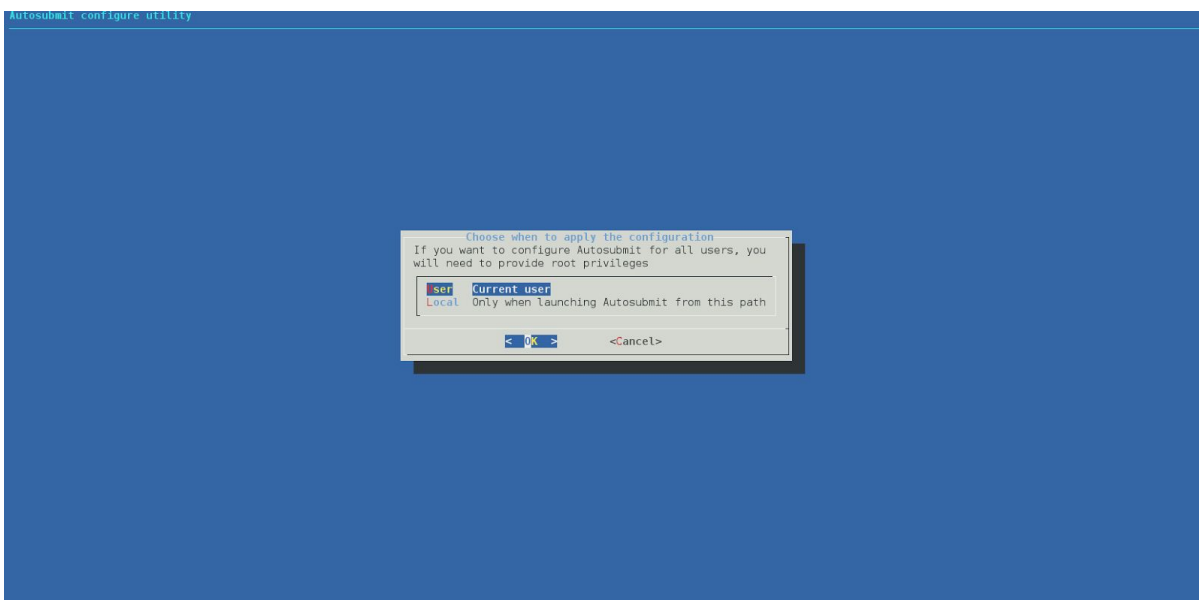 Autosubmit configure utility
Choose when to apply the configuration
If you want to configure Autosubmit for all users, you
will need to provide root privileges
User Current user
Local Only when launching Autosubmit from this path
< OK > <Cancel>